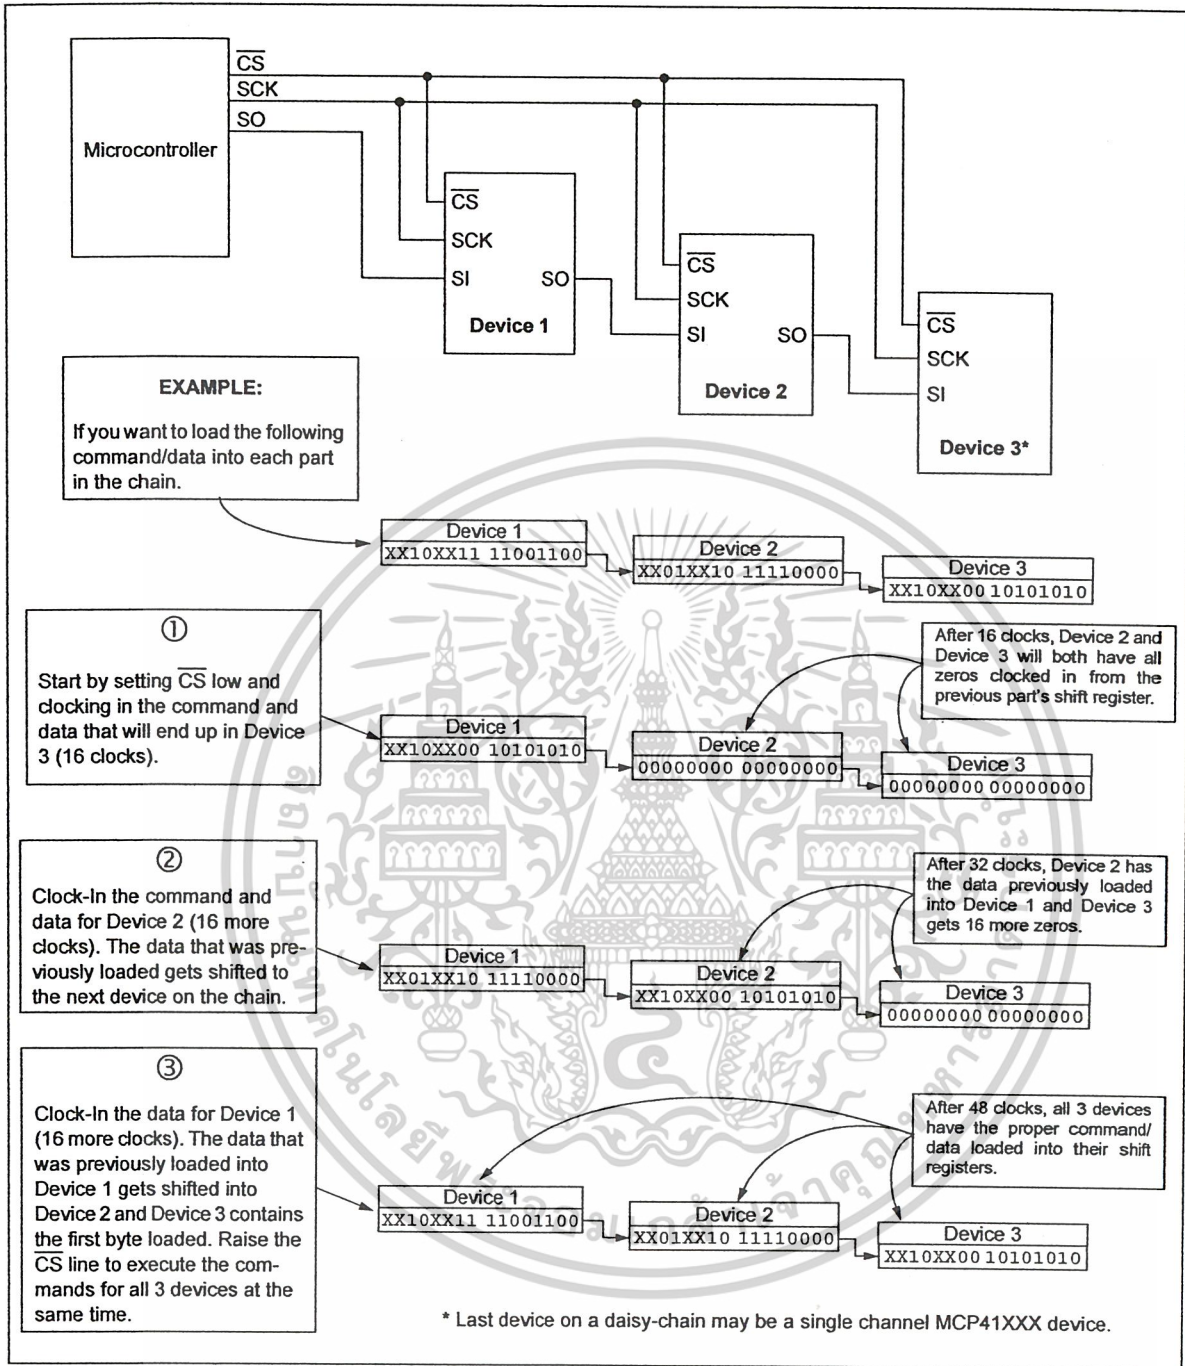 CS
SCK
SO
Microcontroller
CS
SCK
SI SO
Device 1
CS
SCK
SI SO
Device 2
CS
SCK
SI
Device 3*
EXAMPLE:
If you want to load the following
command/data into each part
in the chain.
Device 1
XX10XX11 11001100
Device 2
XX01XX10 11110000
Device 3
XX10XX00 10101010
①
Start by setting CS low and
clocking in the command and
data that will end up in Device
3 (16 clocks).
Device 1
XX10XX00 10101010
Device 2
00000000 00000000
Device 3
00000000 00000000
After 16 clocks, Device 2 and
Device 3 will both have all
zeros clocked in from the
previous part's shift register.
②
Clock-In the command and
data for Device 2 (16 more
clocks). The data that was pre-
viously loaded gets shifted to
the next device on the chain.
Device 1
XX01XX10 11110000
Device 2
XX10XX00 10101010
Device 3
00000000 00000000
After 32 clocks, Device 2 has
the data previously loaded
into Device 1 and Device 3
gets 16 more zeros.
③
Clock-In the data for Device 1
(16 more clocks). The data that
was previously loaded into
Device 1 gets shifted into
Device 2 and Device 3 contains
the first byte loaded. Raise the
CS line to execute the com-
mands for all 3 devices at the
same time.
Device 1
XX10XX11 11001100
Device 2
XX01XX10 11110000
Device 3
XX10XX00 10101010
After 48 clocks, all 3 devices
have the proper command/
data loaded into their shift
registers.
* Last device on a daisy-chain may be a single channel MCP41XXX device.